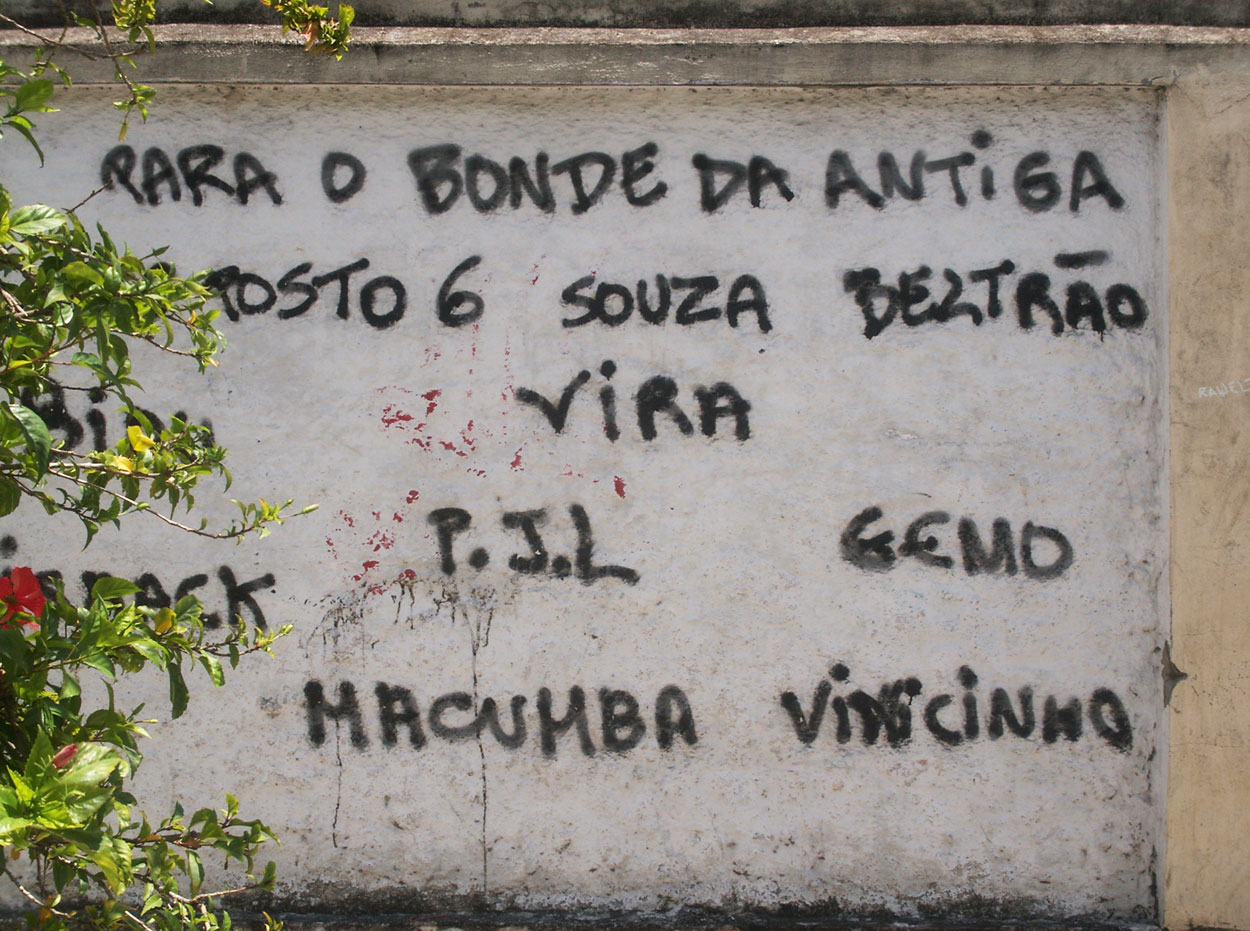 PARA O BONDE DA ANTIGA
POSTO 6 SOUZA BELTRÃO
VIRA
P.J.L GEMO
MACUMBA VINICINHO